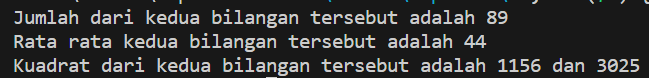 Jumlah dari kedua bilangan tersebut adalah 89
Rata rata kedua bilangan tersebut adalah 44
Kuadrat dari kedua bilangan tersebut adalah 1156 dan 3025